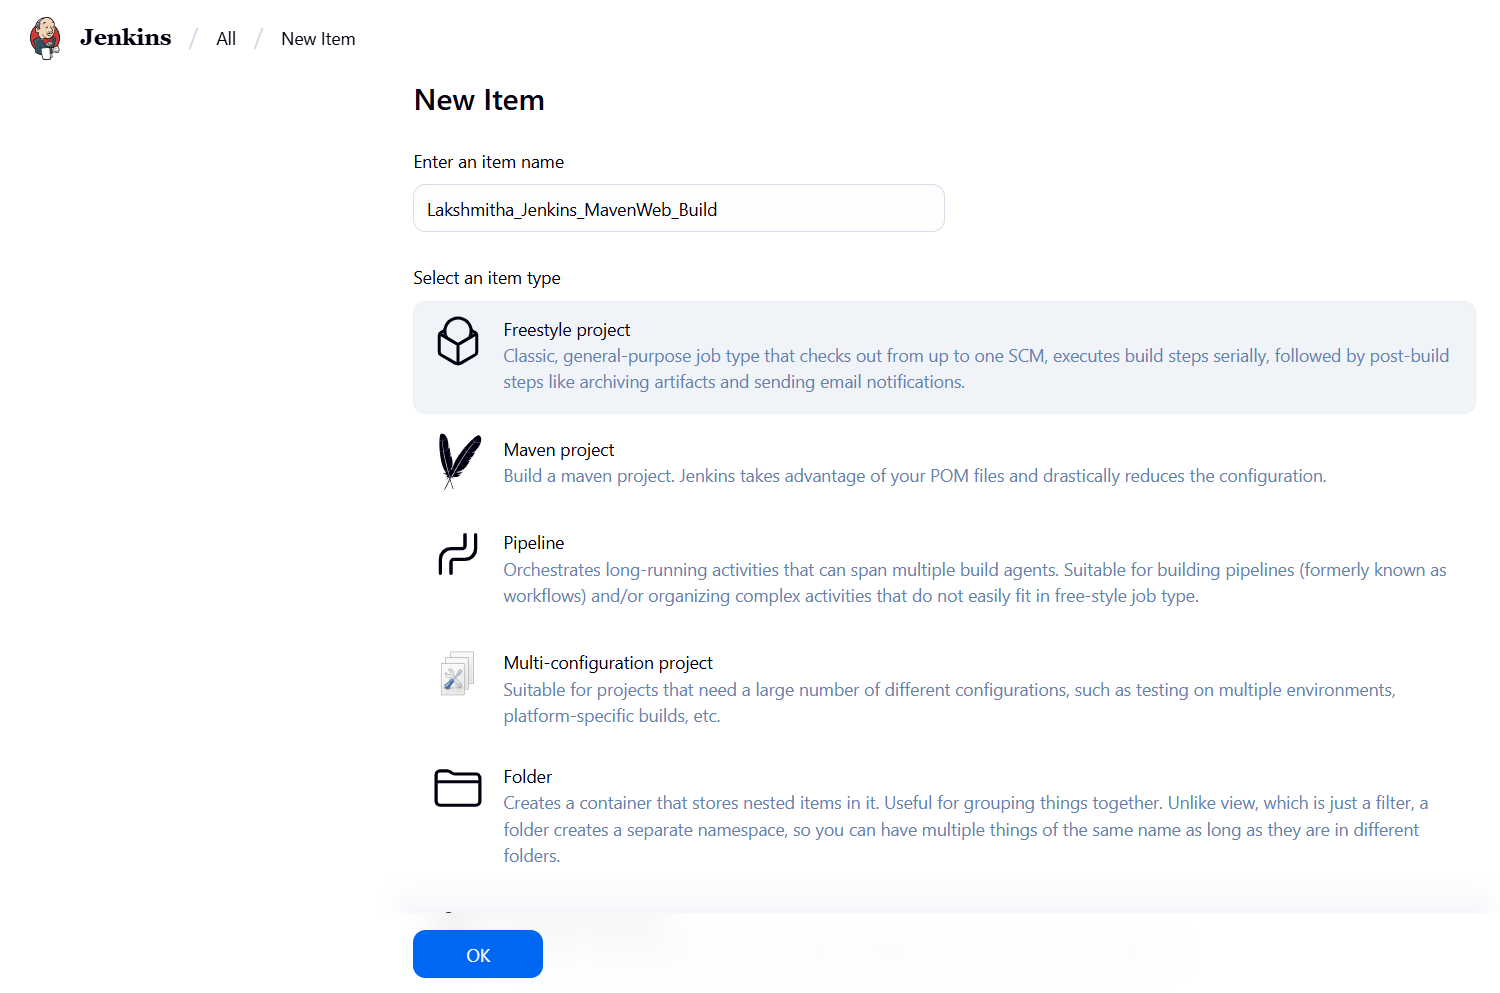 Jenkins / All / New Item
New Item
Enter an item name
Lakshmitha_Jenkins_MavenWeb_Build
Select an item type
Freestyle project
Classic, general-purpose job type that checks out from up to one SCM, executes build steps serially, followed by post-build
steps like archiving artifacts and sending email notifications.
Maven project
Build a maven project. Jenkins takes advantage of your POM files and drastically reduces the configuration.
Pipeline
Orchestrates long-running activities that can span multiple build agents. Suitable for building pipelines (formerly known as
workflows) and/or organizing complex activities that do not easily fit in free-style job type.
Multi-configuration project
Suitable for projects that need a large number of different configurations, such as testing on multiple environments,
platform-specific builds, etc.
Folder
Creates a container that stores nested items in it. Useful for grouping things together. Unlike view, which is just a filter, a
folder creates a separate namespace, so you can have multiple things of the same name as long as they are in different
folders.
OK